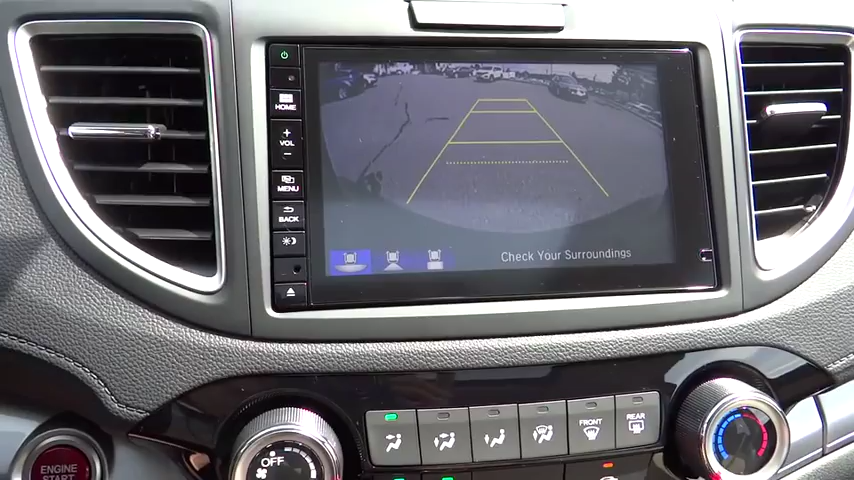 HOME
+
VOL
−
MENU
BACK
Check Your Surroundings
FRONT
REAR
OFF
ENGINE
START